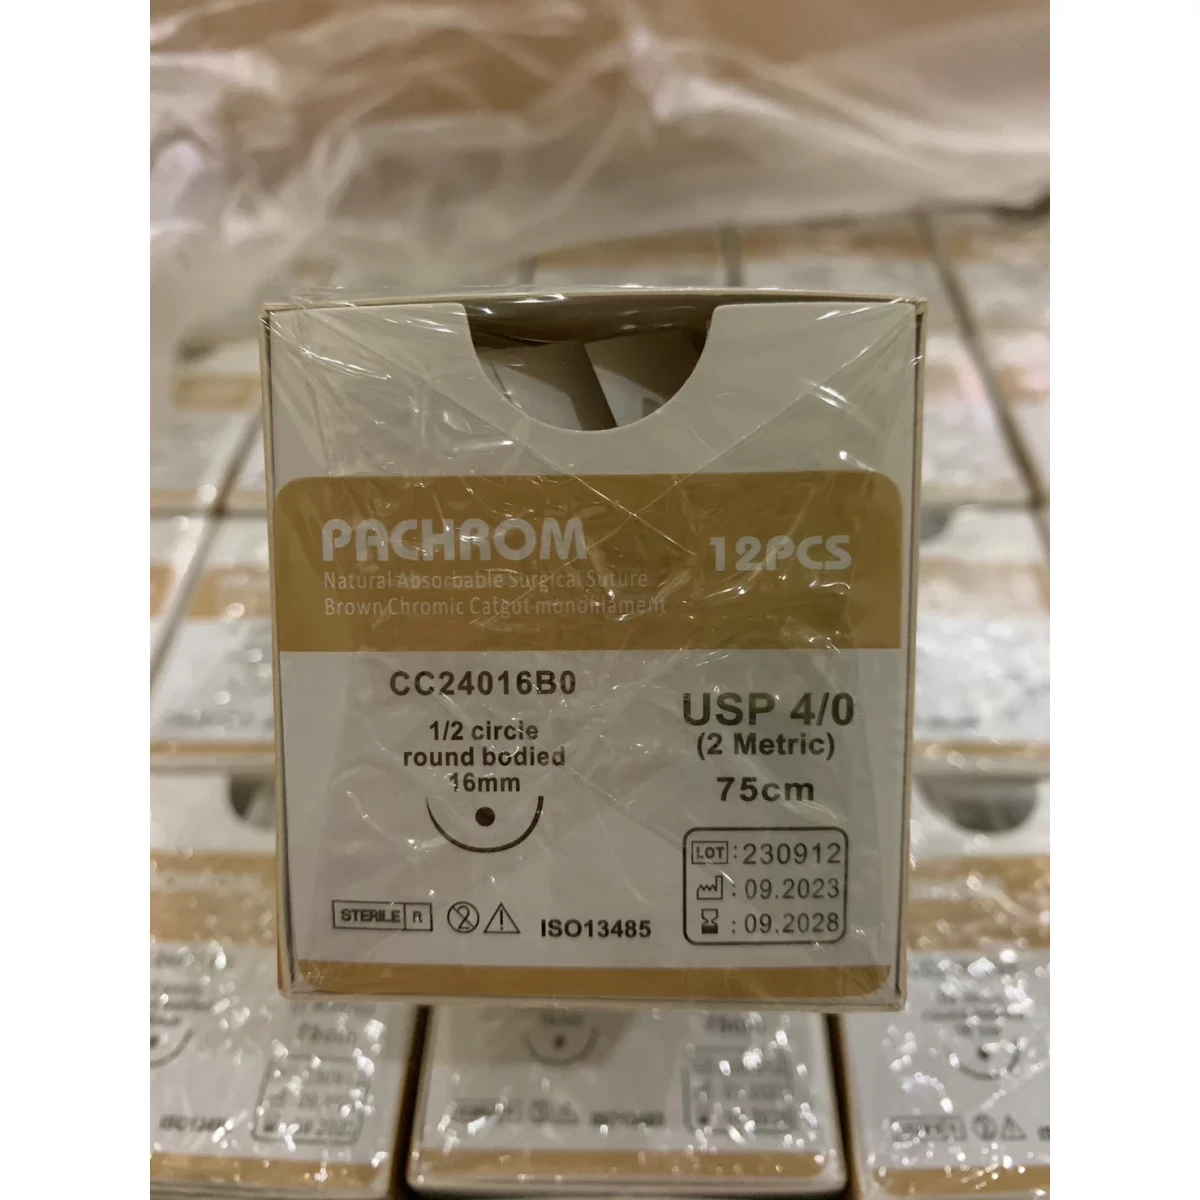 PACHROM
12PCS
Natural Absorbable Surgical Suture
Brown Chromic Catgut monofilament
CC24016B0
1/2 circle
round bodied
16mm
USP 4/0
(2 Metric)
75cm
LOT : 230912
: 09.2023
: 09.2028
STERILE R
2
ISO13485